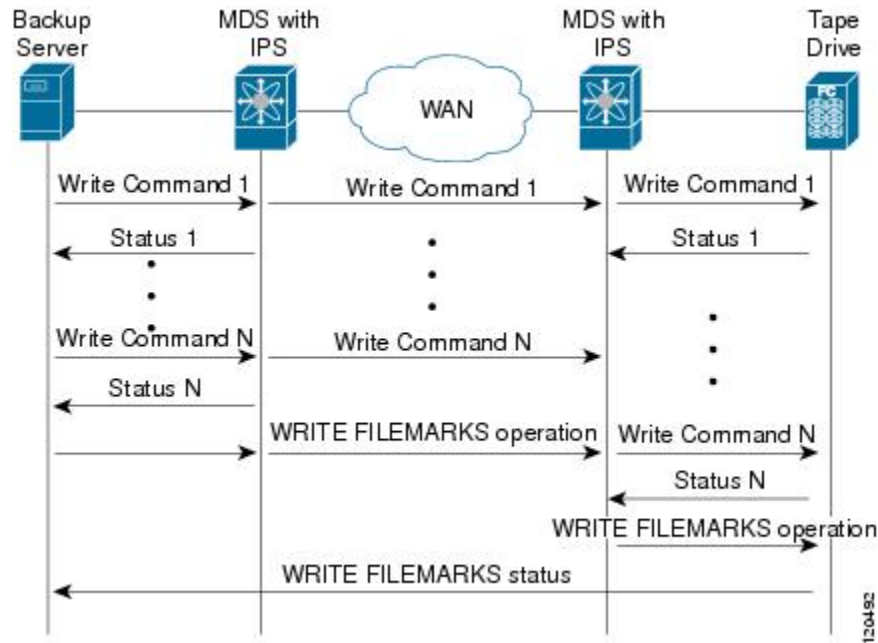 Backup
Server
MDS with
IPS
WAN
MDS with
IPS
Tape
Drive
FC
Write Command 1
Write Command 1
Write Command 1
Status 1
Status 1
Write Command N
Write Command N
Status N
WRITE FILEMARKS operation
Write Command N
Status N
WRITE FILEMARKS operation
WRITE FILEMARKS status
120492